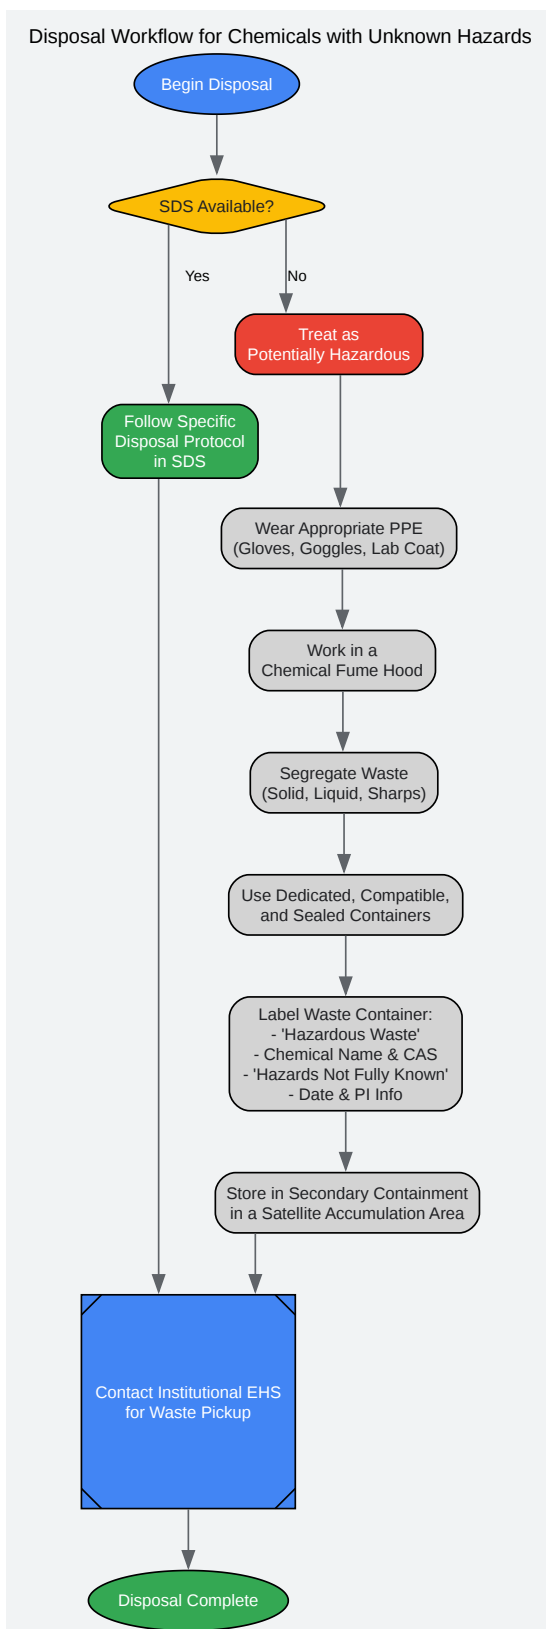 Disposal Workflow for Chemicals with Unknown Hazards
Begin Disposal
SDS Available?
Yes
No
Treat as
Potentially Hazardous
Follow Specific
Disposal Protocol
in SDS
Wear Appropriate PPE
(Gloves, Goggles, Lab Coat)
Work in a
Chemical Fume Hood
Segregate Waste
(Solid, Liquid, Sharps)
Use Dedicated, Compatible,
and Sealed Containers
Label Waste Container:
- 'Hazardous Waste'
- Chemical Name & CAS
- 'Hazards Not Fully Known'
- Date & PI Info
Store in Secondary Containment
in a Satellite Accumulation Area
Contact Institutional EHS
for Waste Pickup
Disposal Complete